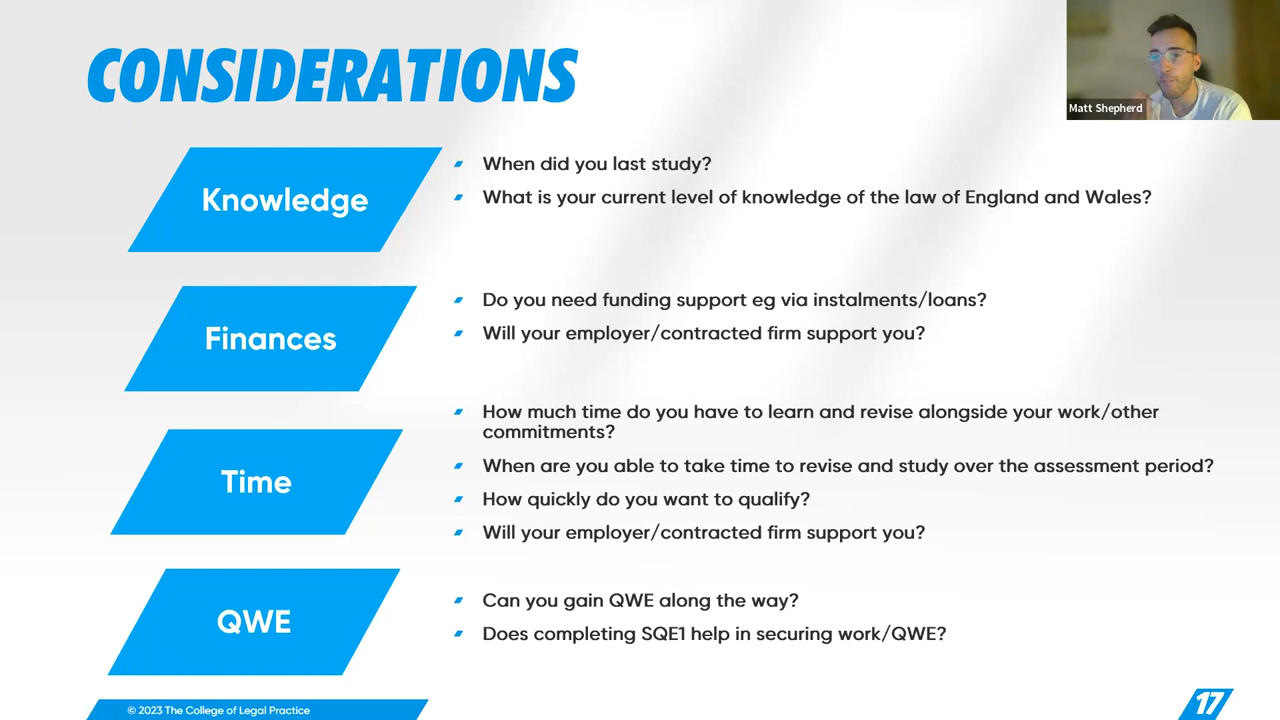 CONSIDERATIONS
Matt Shepherd
Knowledge
When did you last study?
What is your current level of knowledge of the law of England and Wales?
Finances
Do you need funding support eg via instalments/loans?
Will your employer/contracted firm support you?
Time
How much time do you have to learn and revise alongside your work/other
commitments?
When are you able to take time to revise and study over the assessment period?
How quickly do you want to qualify?
Will your employer/contracted firm support you?
QWE
Can you gain QWE along the way?
Does completing SQE1 help in securing work/QWE?
© 2023 The College of Legal Practice
17